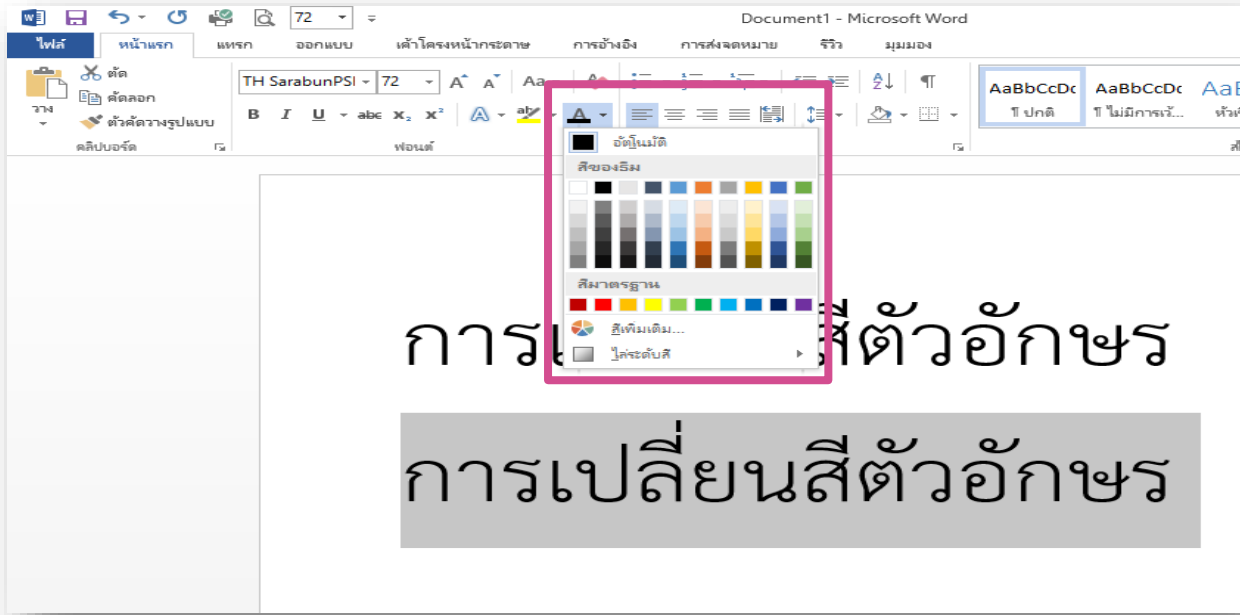 72
Document1 - Microsoft Word
ไฟล์ หน้าแรก แทรก ออกแบบ เค้าโครงหน้ากระดาษ การอ้างอิง การส่งจดหมาย รีวิว มุมมอง
วาง
ตัด
คัดลอก
ตัวคัดวางรูปแบบ
คลิปบอร์ด
TH SarabunPSI 72
B I U abc X₂ X²
ฟอนต์
AaBbCcDc AaBbCcDc
¶ ปกติ ¶ ไม่มีการเว้...
อัตโนมัติ
สีของธีม
สีมาตรฐาน
สีเพิ่มเติม...
ไล่ระดับสี
การเ สีตัวอักษร
การเปลี่ยนสีตัวอักษร